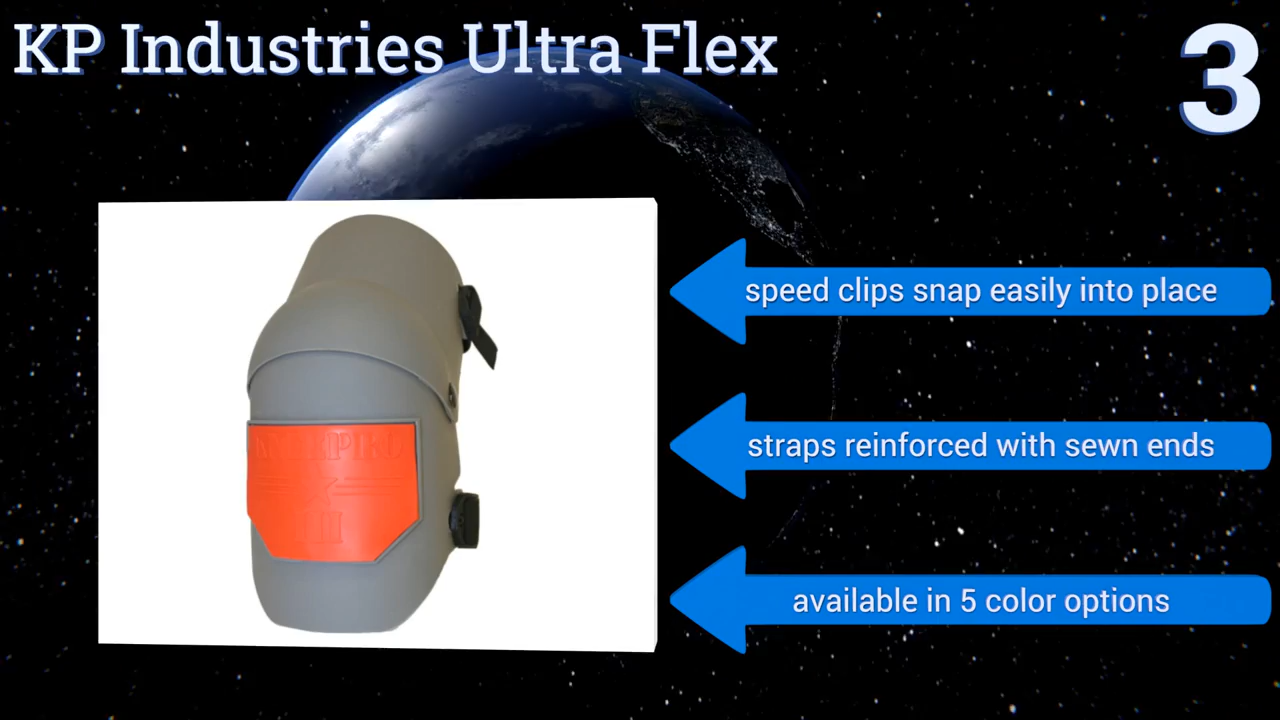 KP Industries Ultra Flex
3
speed clips snap easily into place
straps reinforced with sewn ends
available in 5 color options
III